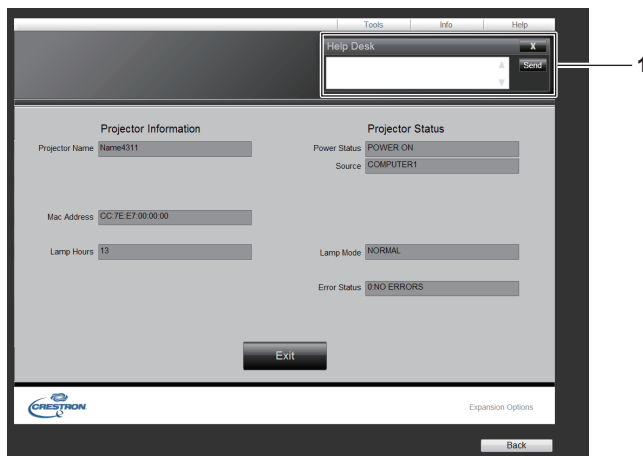 Tools Info Help
Help Desk X
Send
1
Projector Information Projector Status
Projector Name Name4311 Power Status POWER ON
Source COMPUTER1
Mac Address CC:7E:E7:00:00:00
Lamp Hours 13 Lamp Mode NORMAL
Error Status 0:NO ERRORS
Exit
CRESTRON Expansion Options
Back